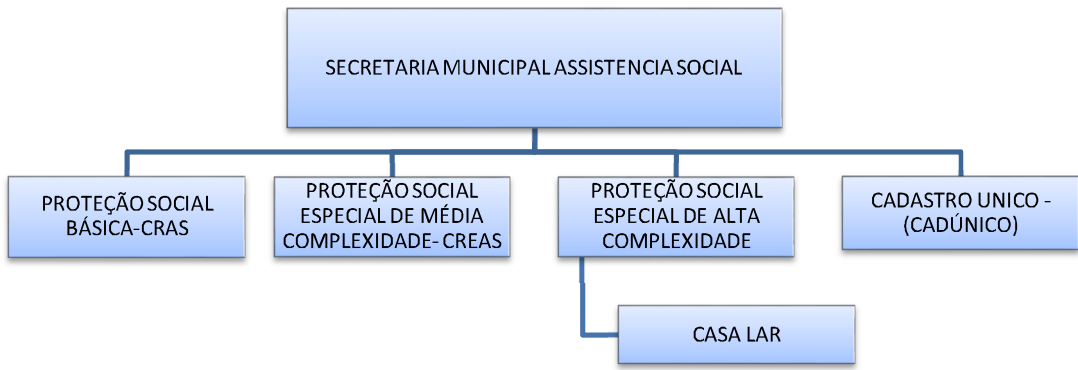 SECRETARIA MUNICIPAL ASSISTENCIA SOCIAL
PROTEÇÃO SOCIAL
BÁSICA-CRAS
PROTEÇÃO SOCIAL
ESPECIAL DE MÉDIA
COMPLEXIDADE- CREAS
PROTEÇÃO SOCIAL
ESPECIAL DE ALTA
COMPLEXIDADE
CADASTRO UNICO -
(CADÚNICO)
CASA LAR